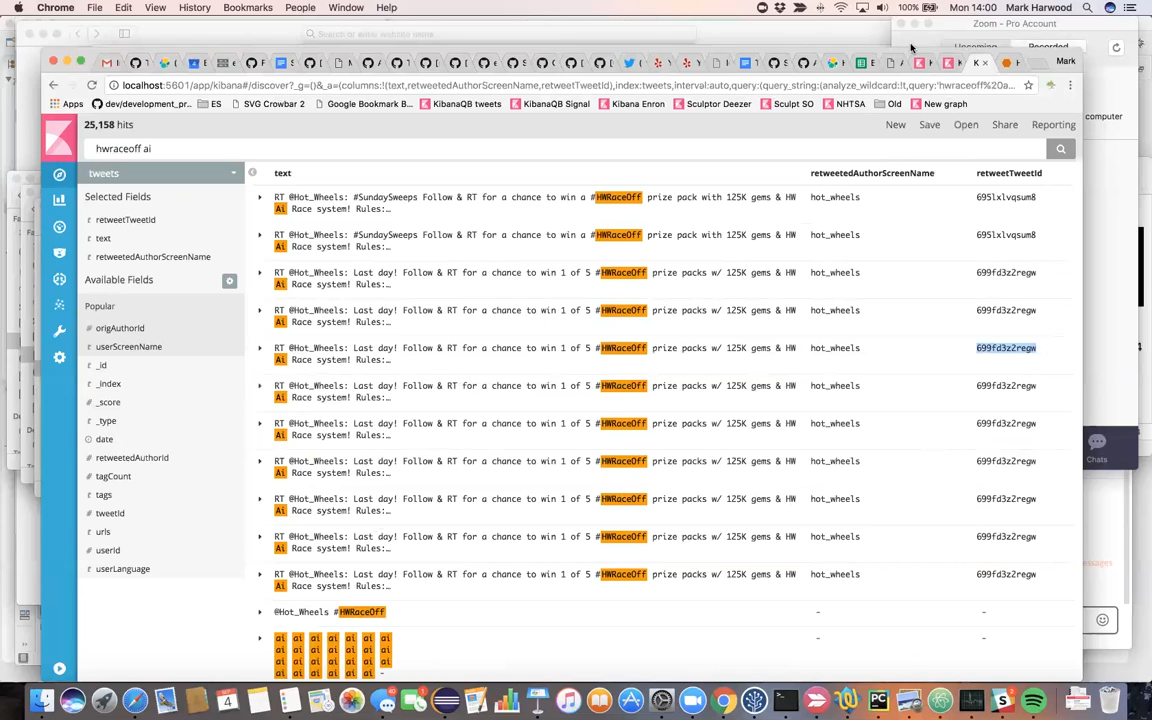 Chrome File Edit View History Bookmarks People Window Help 100% Mon 14:00 Mark Harwood
Search or enter website name
Zoom - Pro Account
Upcoming Recorded
Mark
localhost:5601/app/kibana#/discover?_g=()&_a=(columns:!(text,retweetedAuthorScreenName,retweetTweetId),index:tweets,interval:auto,query:(query_string:(analyze_wildcard:!t,query:'hwraceoff%20a...
Apps dev/development_pr... ES SVG Crowbar 2 Google Bookmark B... KibanaQB tweets KibanaQB Signal Kibana Enron Sculptor Deezer Sculpt SO NHTSA Old New graph
computer
25,158 hits New Save Open Share Reporting
hwraceoff ai
tweets
text retweetedAuthorScreenName retweetTweetId
Selected Fields
t retweetTweetId
t text
t retweetedAuthorScreenName
Available Fields
Popular
t origAuthorId
t userScreenName
t _id
t _index
# _score
t _type
date
t retweetedAuthorId
# tagCount
t tags
# tweetId
t urls
# userId
t userLanguage
RT @Hot_Wheels: #SundaySweeps Follow & RT for a chance to win a #HWRaceOff prize pack with 125K gems & HW hot_wheels 695lxlvqsum8
Ai Race system! Rules:…
RT @Hot_Wheels: #SundaySweeps Follow & RT for a chance to win a #HWRaceOff prize pack with 125K gems & HW hot_wheels 695lxlvqsum8
Ai Race system! Rules:…
RT @Hot_Wheels: Last day! Follow & RT for a chance to win 1 of 5 #HWRaceOff prize packs w/ 125K gems & HW hot_wheels 699fd3z2regw
Ai Race system! Rules:…
RT @Hot_Wheels: Last day! Follow & RT for a chance to win 1 of 5 #HWRaceOff prize packs w/ 125K gems & HW hot_wheels 699fd3z2regw
Ai Race system! Rules:…
RT @Hot_Wheels: Last day! Follow & RT for a chance to win 1 of 5 #HWRaceOff prize packs w/ 125K gems & HW hot_wheels 699fd3z2regw
Ai Race system! Rules:…
RT @Hot_Wheels: Last day! Follow & RT for a chance to win 1 of 5 #HWRaceOff prize packs w/ 125K gems & HW hot_wheels 699fd3z2regw
Ai Race system! Rules:…
RT @Hot_Wheels: Last day! Follow & RT for a chance to win 1 of 5 #HWRaceOff prize packs w/ 125K gems & HW hot_wheels 699fd3z2regw
Ai Race system! Rules:…
RT @Hot_Wheels: Last day! Follow & RT for a chance to win 1 of 5 #HWRaceOff prize packs w/ 125K gems & HW hot_wheels 699fd3z2regw
Ai Race system! Rules:…
RT @Hot_Wheels: Last day! Follow & RT for a chance to win 1 of 5 #HWRaceOff prize packs w/ 125K gems & HW hot_wheels 699fd3z2regw
Ai Race system! Rules:…
RT @Hot_Wheels: Last day! Follow & RT for a chance to win 1 of 5 #HWRaceOff prize packs w/ 125K gems & HW hot_wheels 699fd3z2regw
Ai Race system! Rules:…
RT @Hot_Wheels: Last day! Follow & RT for a chance to win 1 of 5 #HWRaceOff prize packs w/ 125K gems & HW hot_wheels 699fd3z2regw
Ai Race system! Rules:…
@Hot_Wheels #HWRaceOff - -
ai ai ai ai ai ai ai - -
ai ai ai ai ai ai ai
ai ai ai ai ai ai ai
ai ai ai ai ai ai -
Chats
messages